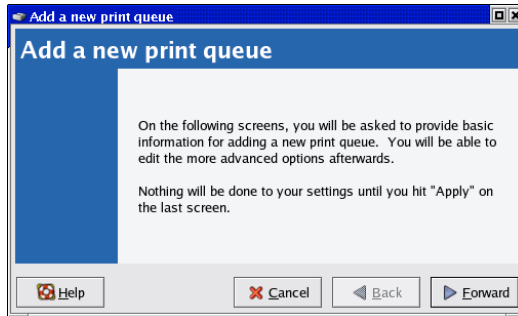 Add a new print queue
Add a new print queue
On the following screens, you will be asked to provide basic
information for adding a new print queue. You will be able to
edit the more advanced options afterwards.
Nothing will be done to your settings until you hit "Apply" on
the last screen.
Help
Cancel
Back
Forward